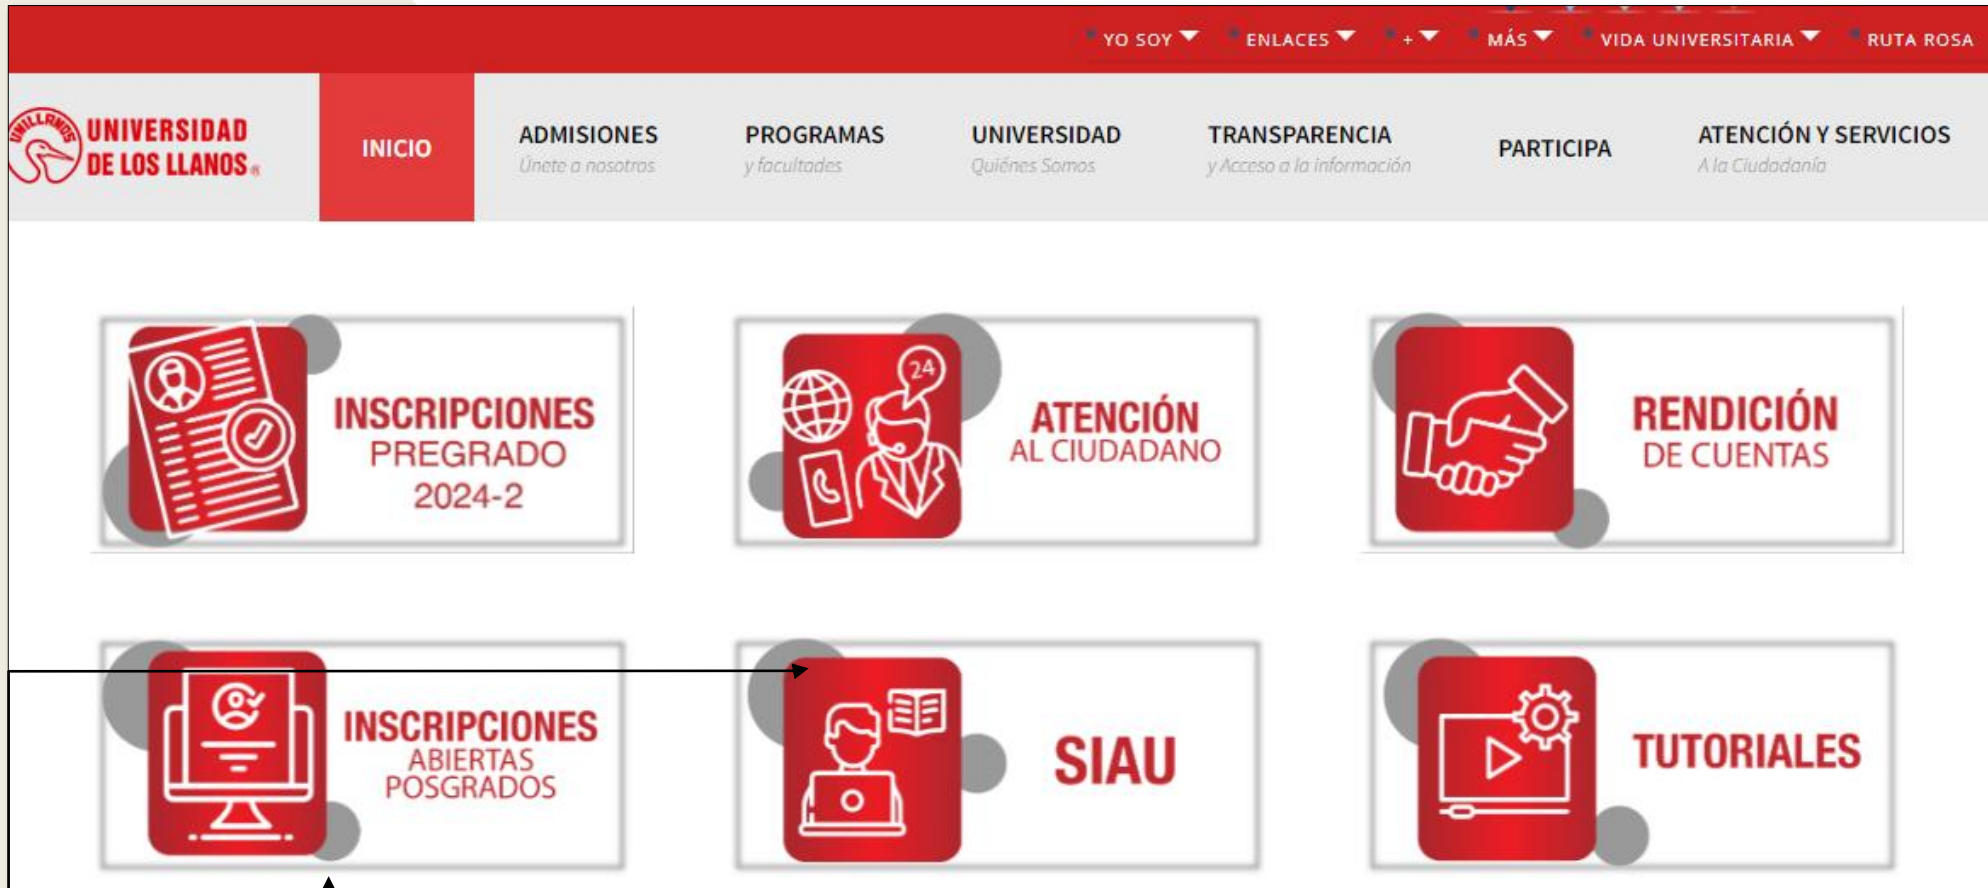 YO SOY
ENLACES
+
MÁS
VIDA UNIVERSITARIA
RUTA ROSA
UNILLANOS
UNIVERSIDAD
DE LOS LLANOS ®
INICIO
ADMISIONES
Únete a nosotros
PROGRAMAS
y facultades
UNIVERSIDAD
Quiénes Somos
TRANSPARENCIA
y Acceso a la información
PARTICIPA
ATENCIÓN Y SERVICIOS
A la Ciudadanía
INSCRIPCIONES
PREGRADO
2024-2
24
ATENCIÓN
AL CIUDADANO
RENDICIÓN
DE CUENTAS
INSCRIPCIONES
ABIERTAS
POSGRADOS
SIAU
TUTORIALES